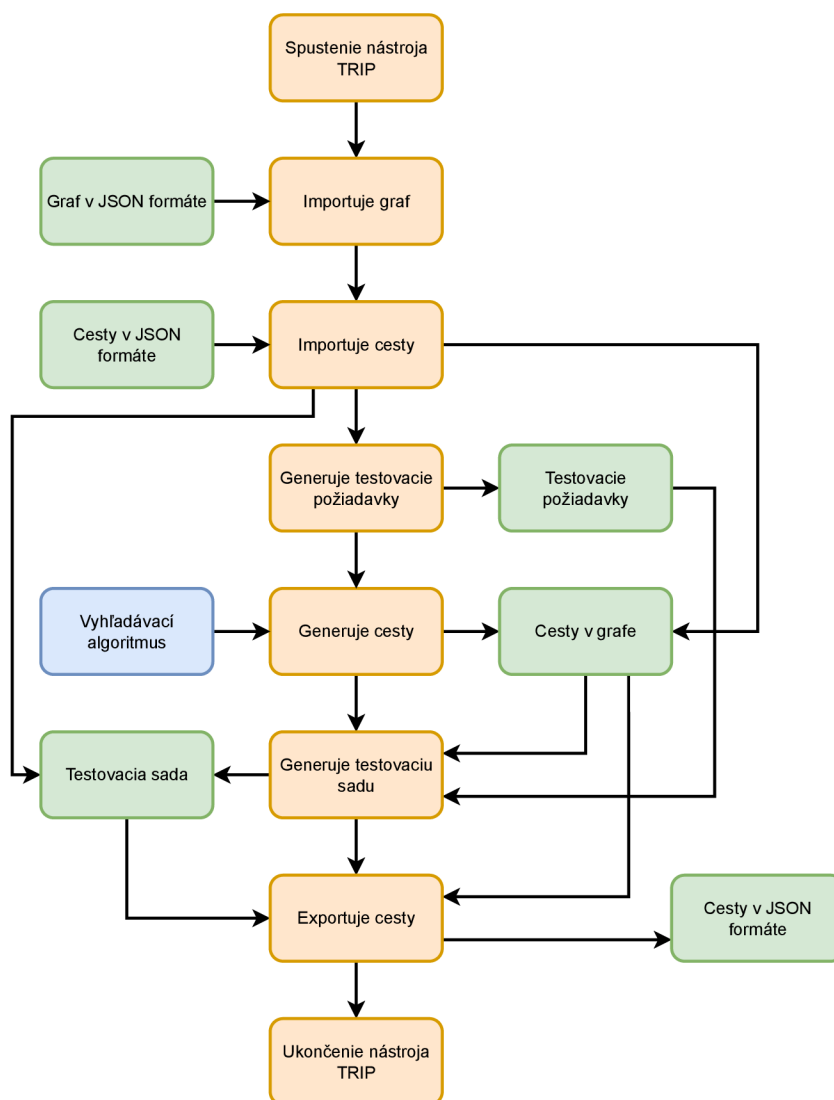 Spustenie nástroja
TRIP
Graf v JSON formáte
Importuje graf
Cesty v JSON
formáte
Importuje cesty
Generuje testovacie
požiadavky
Testovacie
požiadavky
Vyhľadávací
algoritmus
Generuje cesty
Cesty v grafe
Testovacia sada
Generuje testovaciu
sadu
Exportuje cesty
Cesty v JSON
formáte
Ukončenie nástroja
TRIP